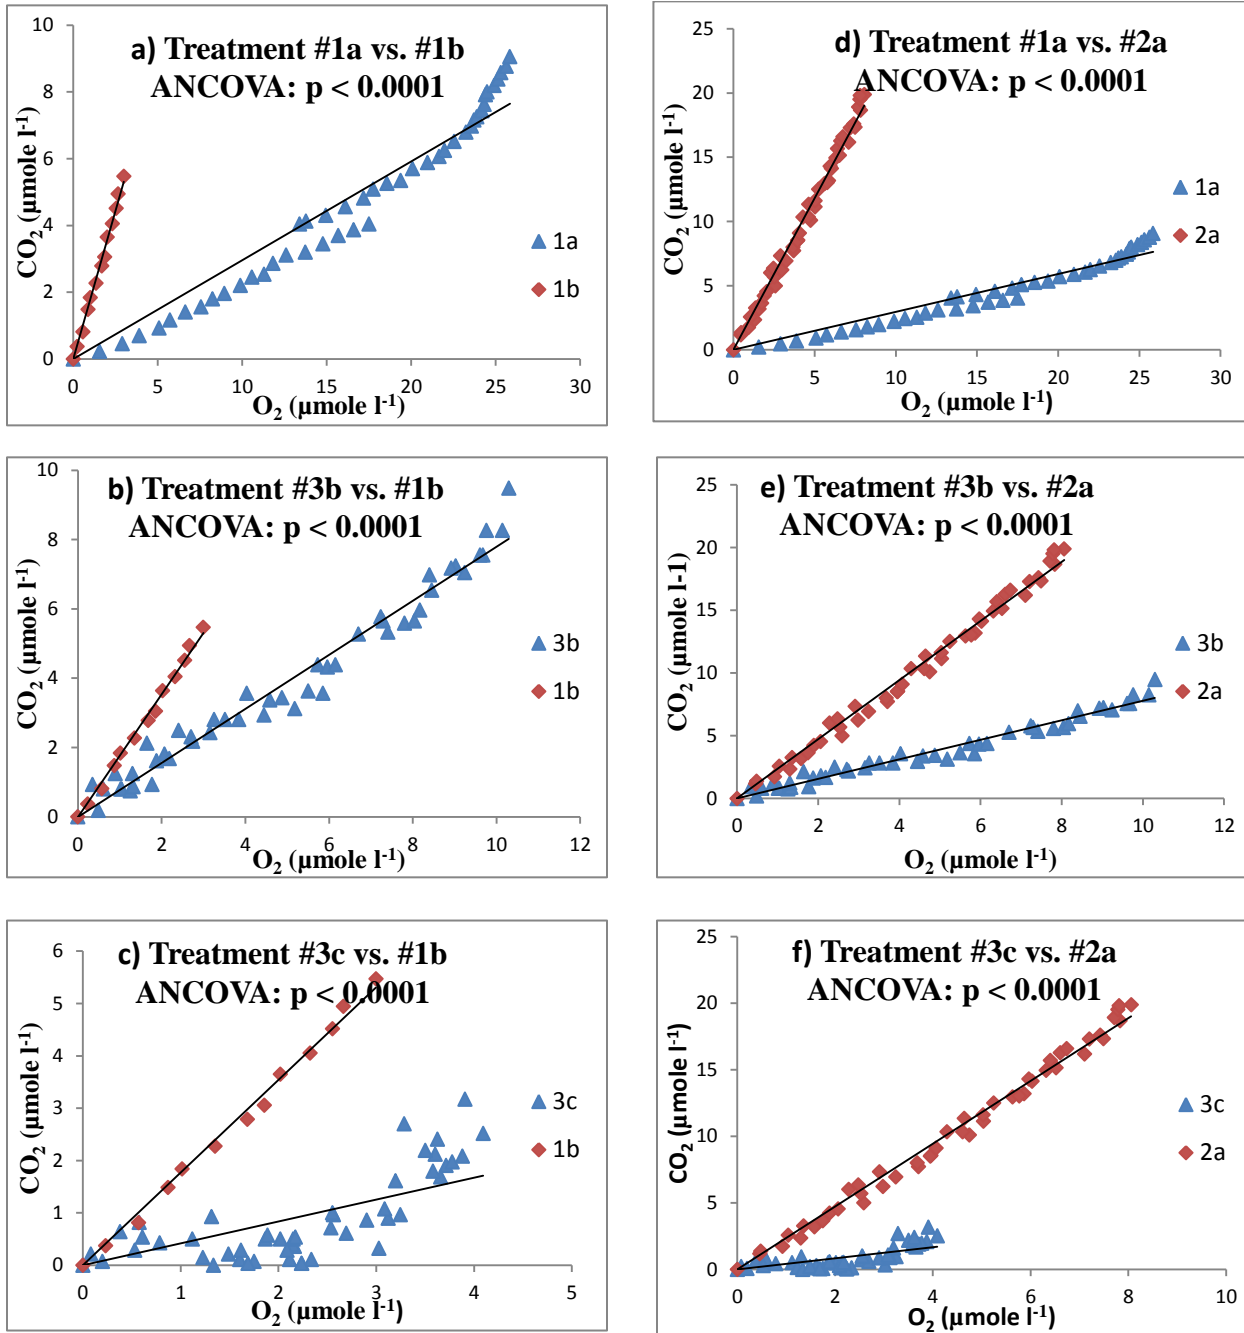 a) Treatment #1a vs. #1b
ANCOVA: p < 0.0001
CO2 (µmole l-1)
10
8
6
4
2
0
0 5 10 15 20 25 30
O2 (µmole l-1)
1a
1b
d) Treatment #1a vs. #2a
ANCOVA: p < 0.0001
CO2 (µmole l-1)
25
20
15
10
5
0
0 5 10 15 20 25 30
O2 (µmole l-1)
1a
2a
b) Treatment #3b vs. #1b
ANCOVA: p < 0.0001
CO2 (µmole l-1)
10
8
6
4
2
0
0 2 4 6 8 10 12
O2 (µmole l-1)
3b
1b
e) Treatment #3b vs. #2a
ANCOVA: p < 0.0001
CO2 (µmole l-1)
25
20
15
10
5
0
0 2 4 6 8 10 12
O2 (µmole l-1)
3b
2a
c) Treatment #3c vs. #1b
ANCOVA: p < 0.0001
CO2 (µmole l-1)
6
5
4
3
2
1
0
0 1 2 3 4 5
O2 (µmole l-1)
3c
1b
f) Treatment #3c vs. #2a
ANCOVA: p < 0.0001
CO2 (µmole l-1)
25
20
15
10
5
0
0 2 4 6 8 10
O2 (µmole l-1)
3c
2a